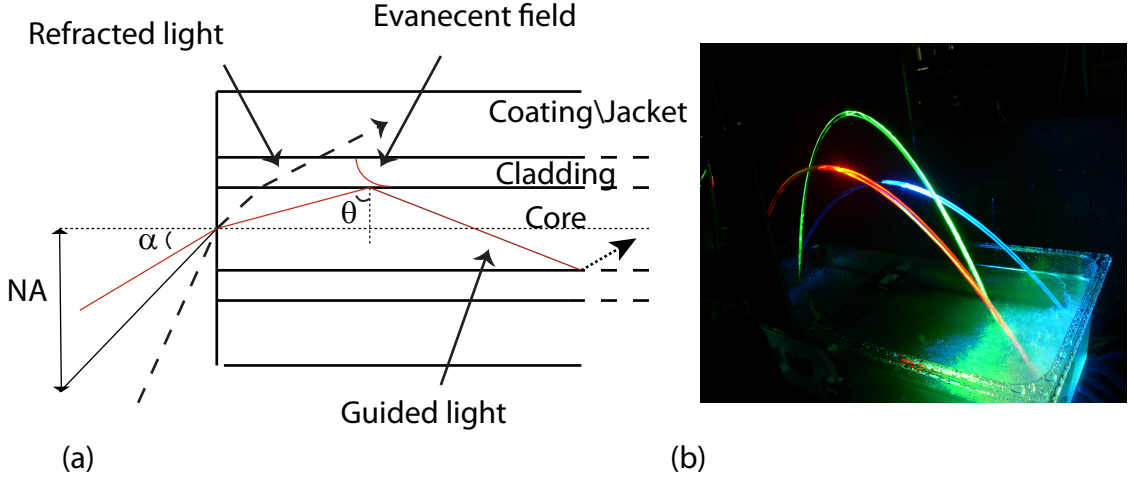 Evanecent field
Refracted light
Coating\Jacket
Cladding
θ
Core
α
NA
Guided light
(a)
(b)